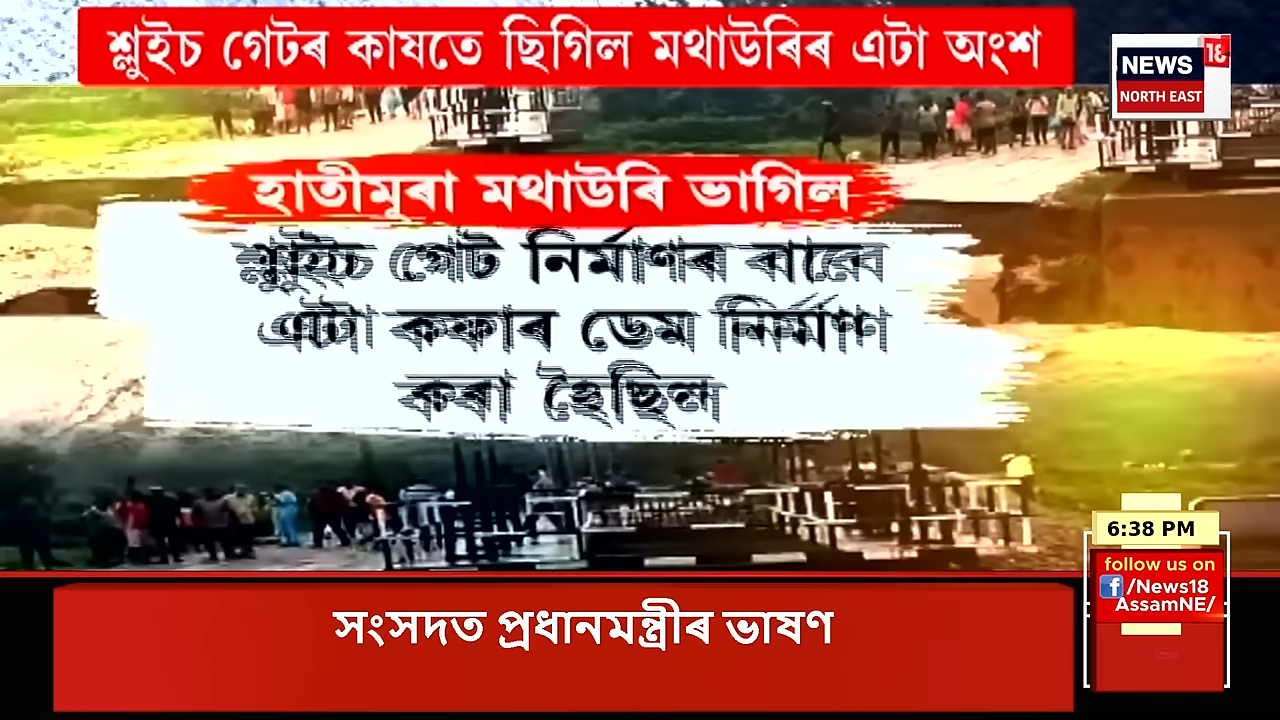 শ্লুইচ গেটৰ কাষতে ছিগিল মথাউৰিৰ এটা অংশ
NEWS 18
NORTH EAST
হাতীমূৰা মথাউৰি ভাগিল
শ্লুইচ গেট নিৰ্মাণৰ বাবে
এটা কফাৰ ডেম নিৰ্মাণ
কৰা হৈছিল
6:38 PM
follow us on
f /News18
AssamNE/
সংসদত প্ৰধানমন্ত্ৰীৰ ভাষণ